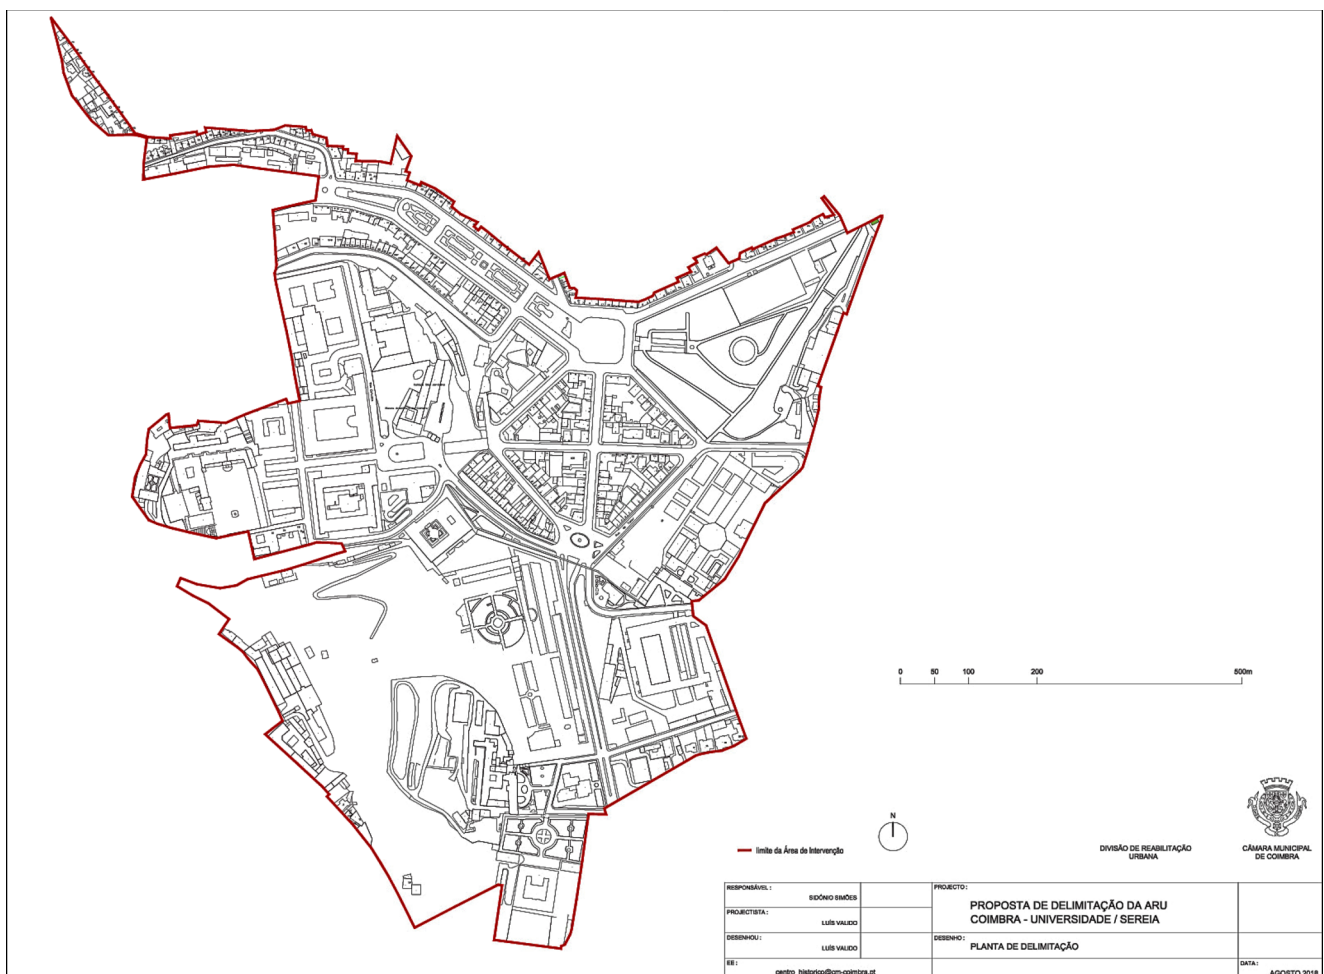 0 50 100 200 500m
N
limite da Área de Intervenção
DIVISÃO DE REABILITAÇÃO
URBANA
CÂMARA MUNICIPAL
DE COIMBRA
RESPONSÁVEL :
SIDÓNIO SIMÕES
PROJECTISTA :
LUÍS VALIDO
DESENHOU :
LUÍS VALIDO
EE :
centro_historico@cm-coimbra.pt
PROJECTO :
PROPOSTA DE DELIMITAÇÃO DA ARU
COIMBRA - UNIVERSIDADE / SEREIA
DESENHO :
PLANTA DE DELIMITAÇÃO
DATA :
AGOSTO 2018